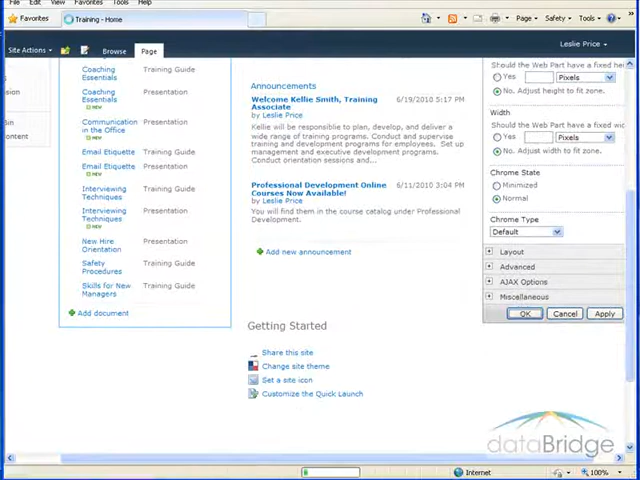 File Edit View Favorites Tools Help
Favorites Training - Home Page Safety Tools
Leslie Price
Site Actions Browse Page
Coaching Essentials Training Guide
Coaching Essentials NEW Presentation
Communication in the Office NEW Presentation
Email Etiquette Training Guide
Email Etiquette NEW Presentation
Interviewing Techniques Training Guide
Interviewing Techniques NEW Presentation
New Hire Orientation Presentation
Safety Procedures Training Guide
Skills for New Managers Training Guide
Add document
Announcements
Welcome Kellie Smith, Training Associate 6/19/2010 5:17 PM
by Leslie Price
Kellie will be responsible to plan, develop, and deliver a
wide range of training programs. Conduct and supervise
training and development programs for employees. Set up
management and executive development programs.
Conduct orientation sessions and...
Professional Development Online Courses Now Available! 6/11/2010 3:04 PM
by Leslie Price
You will find them in the course catalog under Professional
Development.
Add new announcement
Getting Started
Share this site
Change site theme
Set a site icon
Customize the Quick Launch
Should the Web Part have a fixed he
Yes Pixels
No. Adjust height to fit zone.
Width
Should the Web Part have a fixed wid
Yes Pixels
No. Adjust width to fit zone.
Chrome State
Minimized
Normal
Chrome Type
Default
Layout
Advanced
AJAX Options
Miscellaneous
OK Cancel Apply
dataBridge
Internet 100%